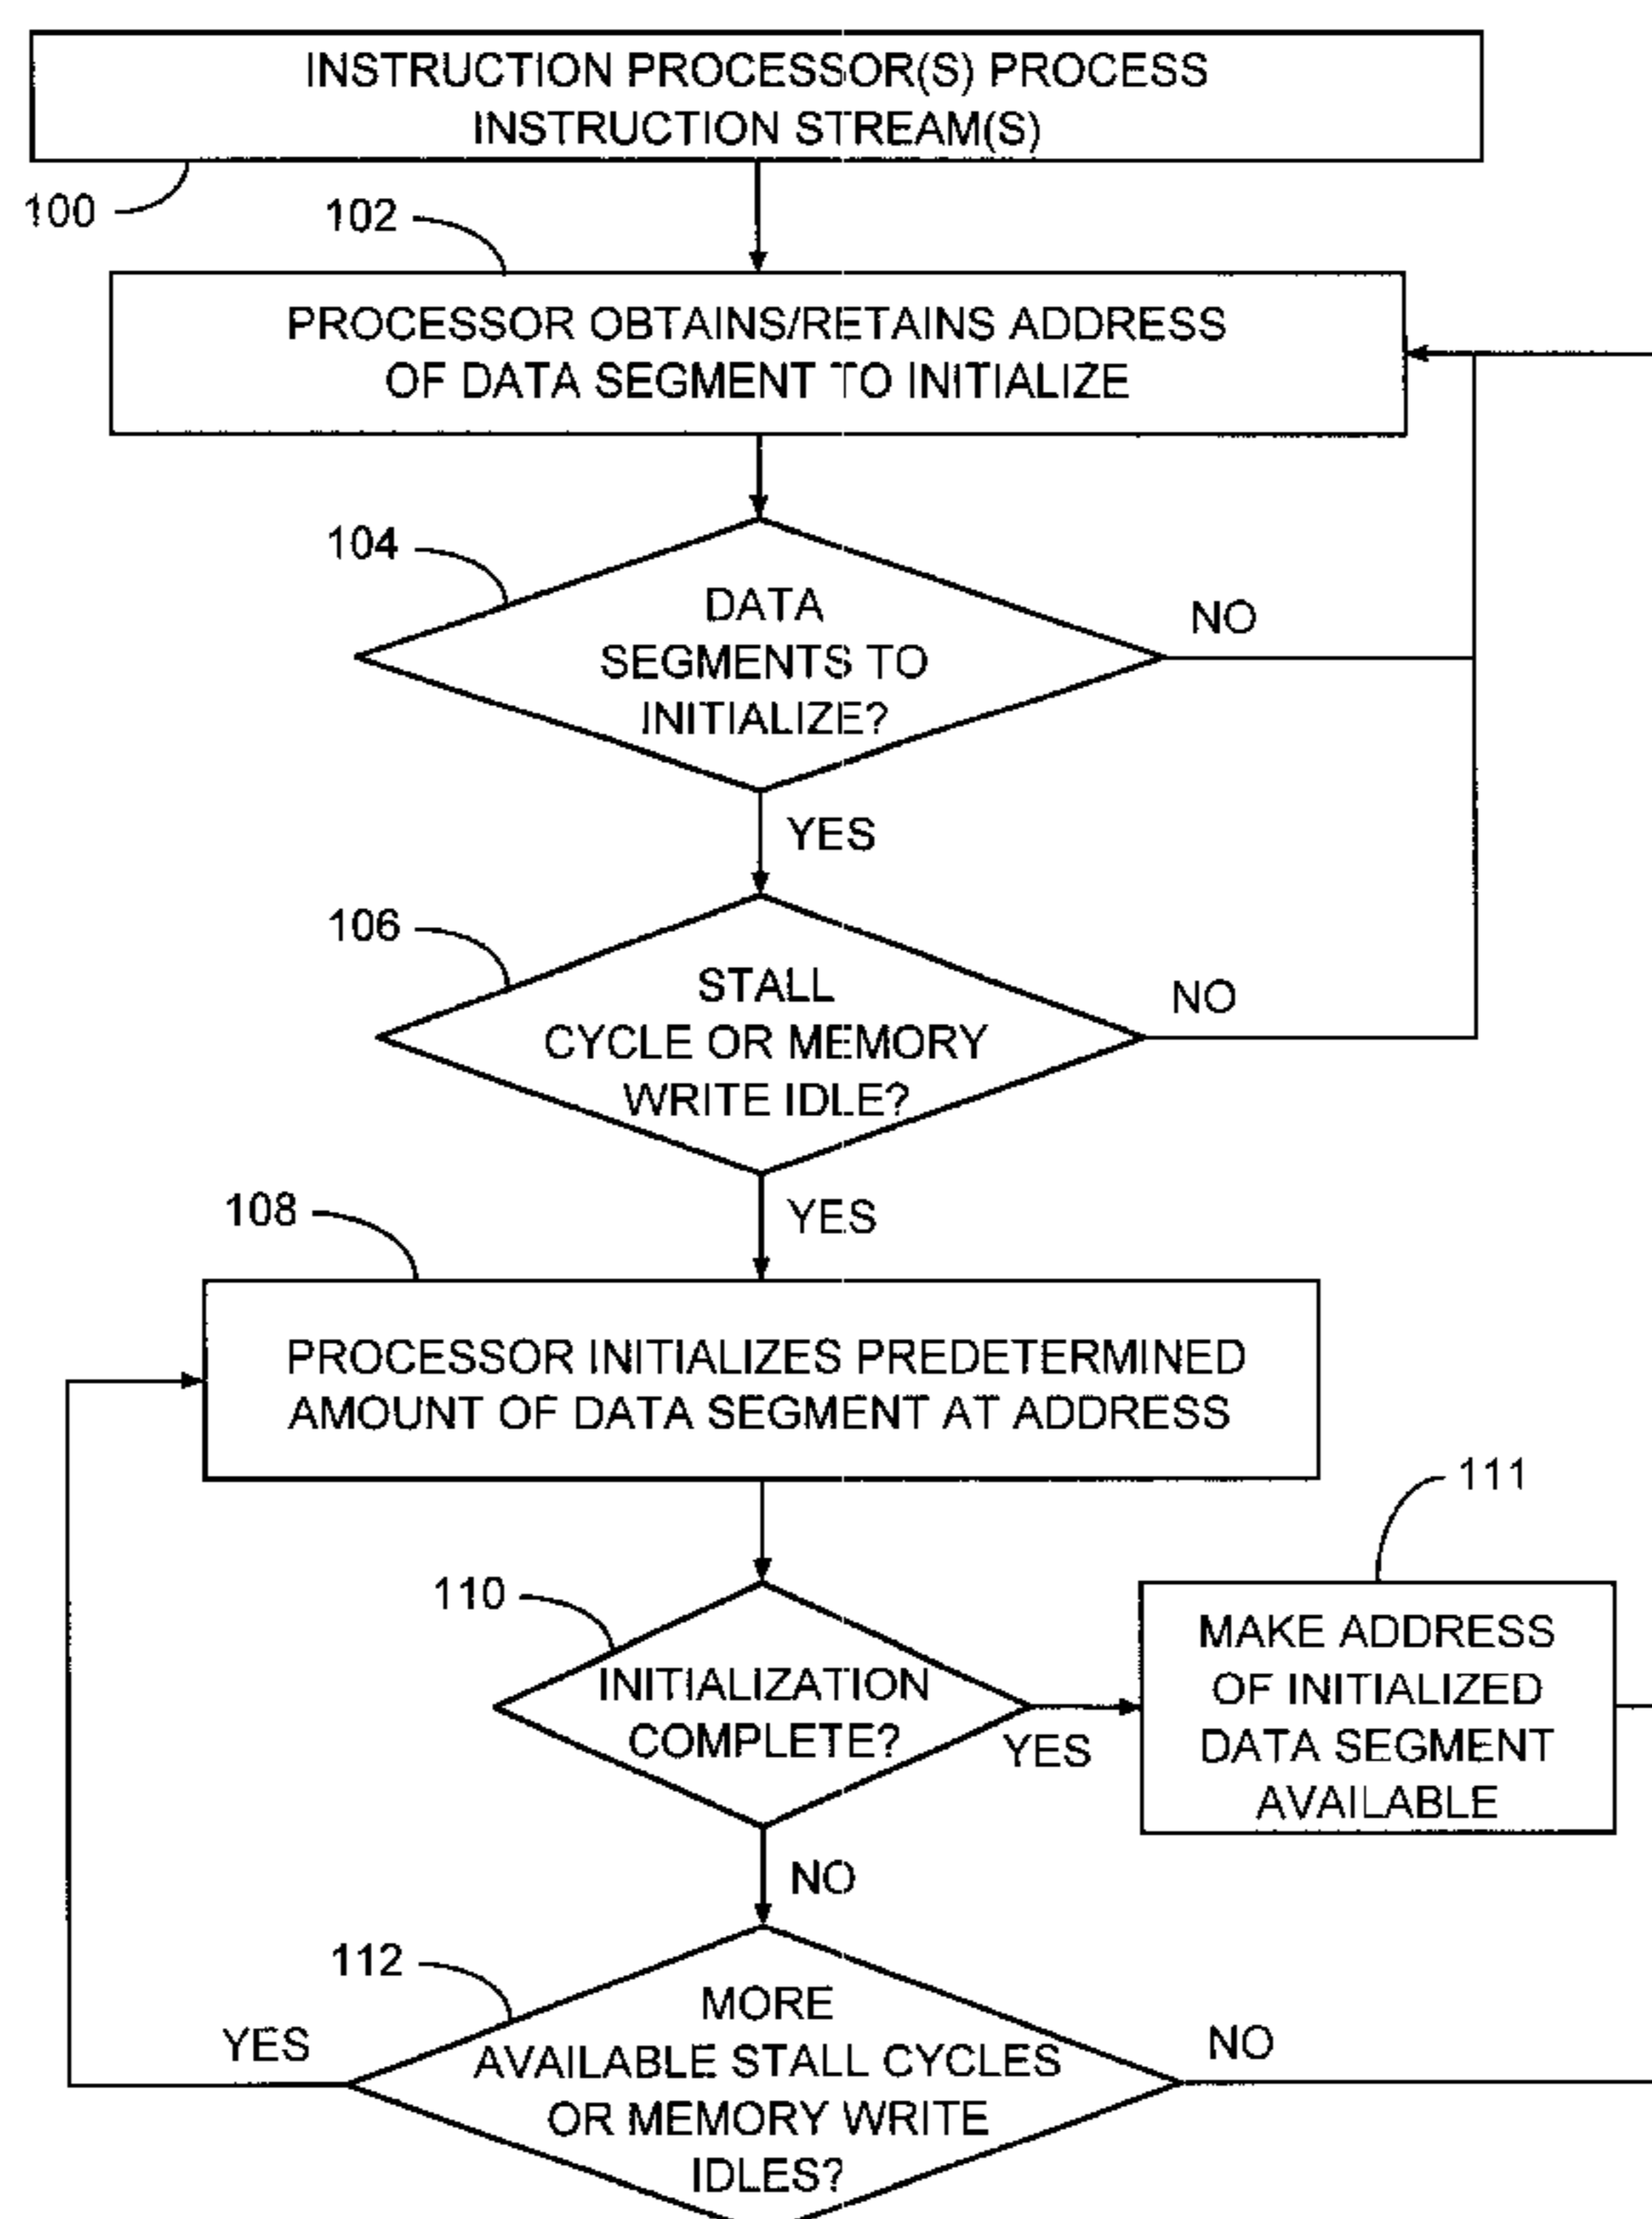 INSTRUCTION PROCESSOR(S) PROCESS
INSTRUCTION STREAM(S)
100
102
PROCESSOR OBTAINS/RETAINS ADDRESS
OF DATA SEGMENT TO INITIALIZE
104
DATA
SEGMENTS TO
INITIALIZE?
NO
YES
106
STALL
CYCLE OR MEMORY
WRITE IDLE?
NO
YES
108
PROCESSOR INITIALIZES PREDETERMINED
AMOUNT OF DATA SEGMENT AT ADDRESS
110
INITIALIZATION
COMPLETE?
YES
111
MAKE ADDRESS
OF INITIALIZED
DATA SEGMENT
AVAILABLE
NO
112
MORE
AVAILABLE STALL CYCLES
OR MEMORY WRITE
IDLES?
YES
NO